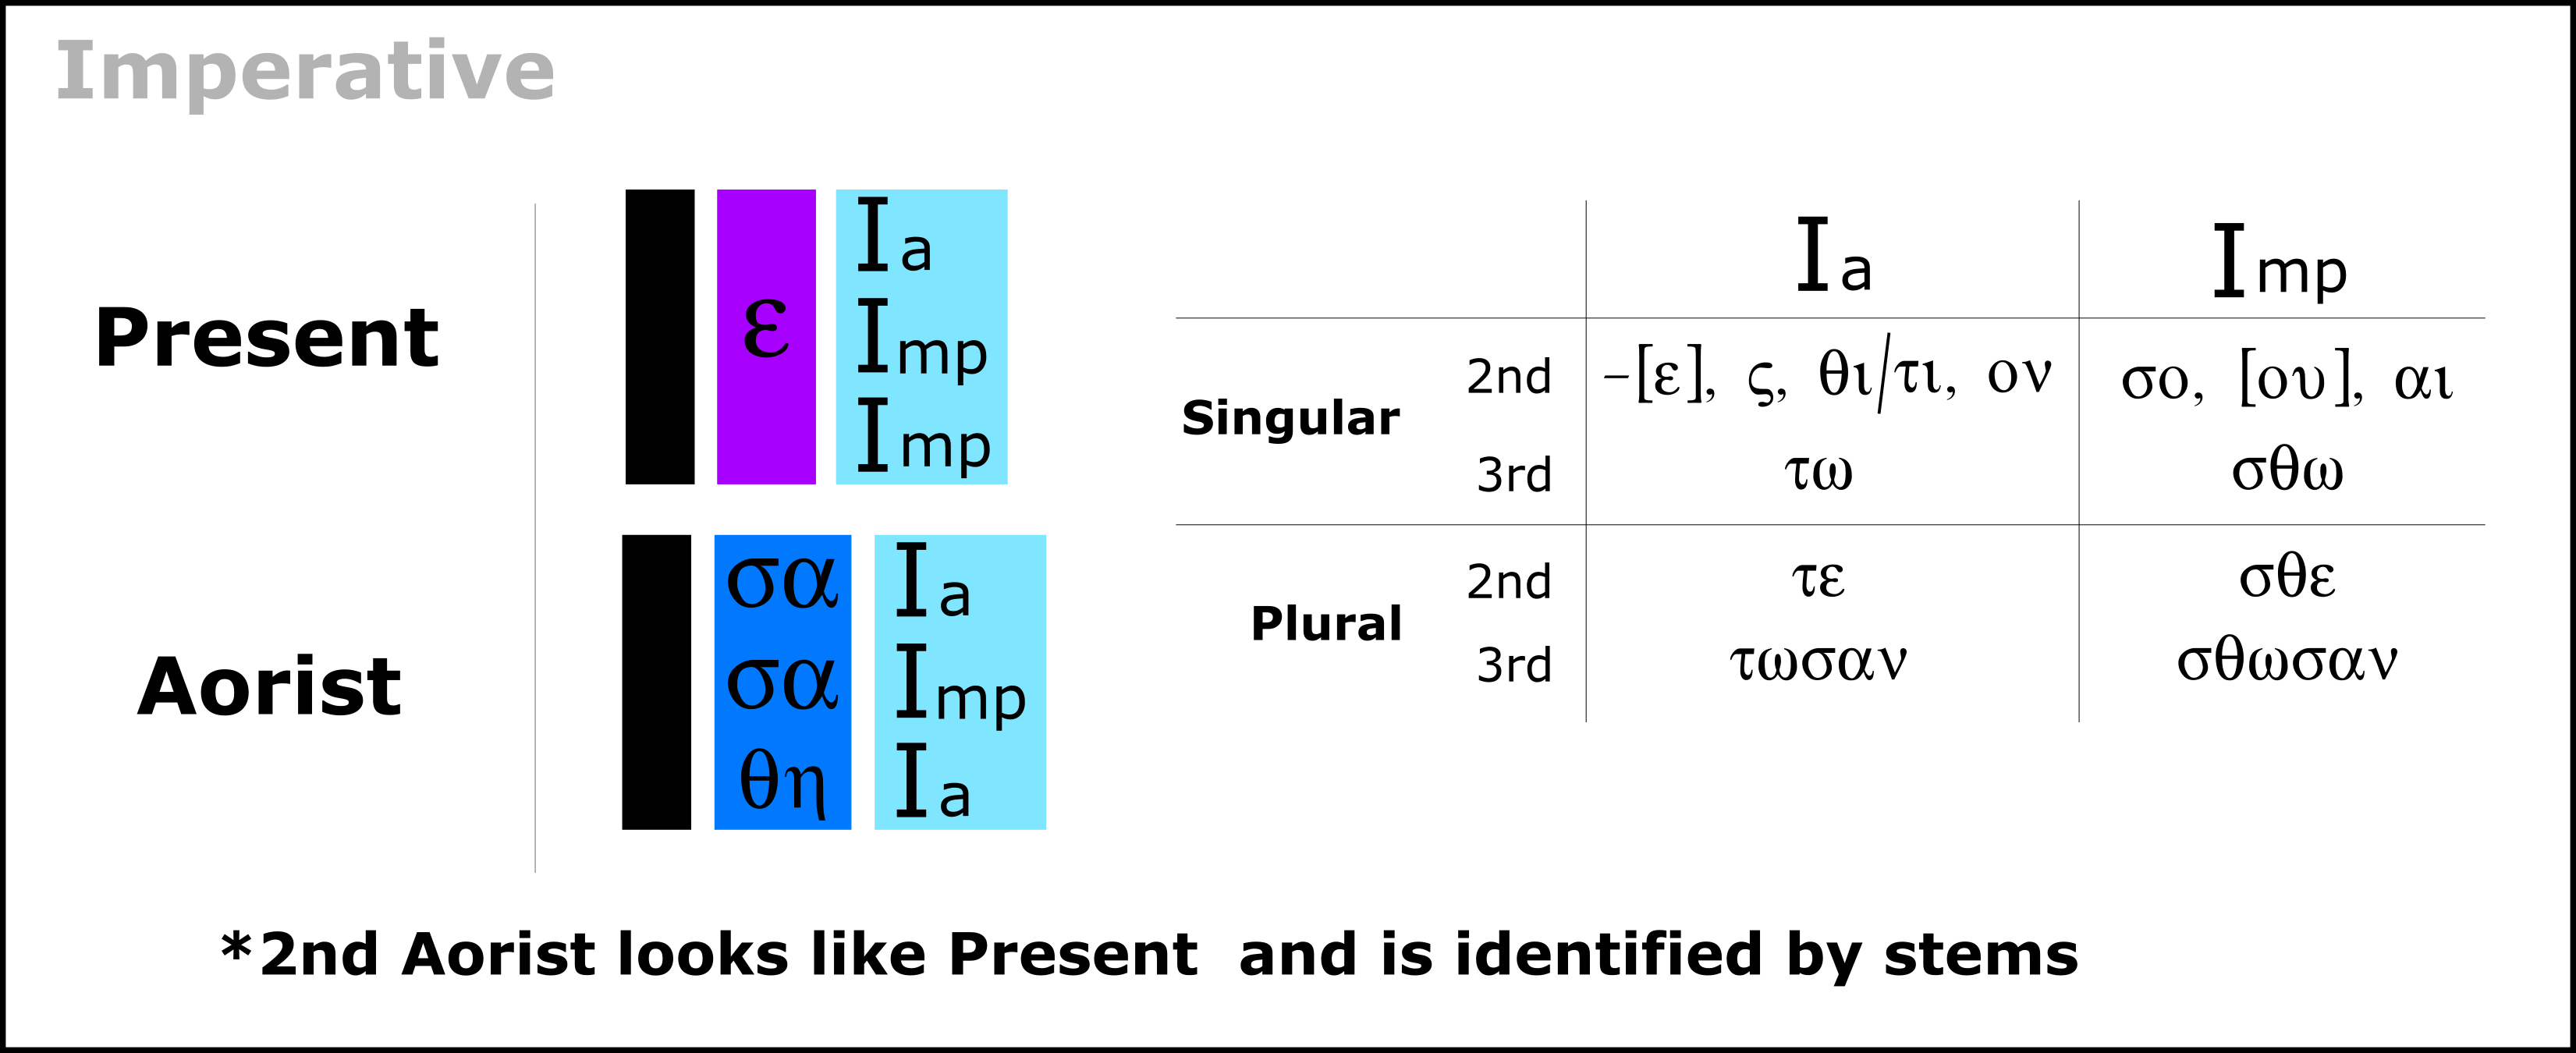 Imperative
Present
ε
Ia
Imp
Imp
Aorist
σα
σα
θη
Ia
Imp
Ia
Ia Imp
Singular
2nd -[ε], ς, θι/τι, ον σο, [ου], αι
3rd τω σθω
Plural
2nd τε σθε
3rd τωσαν σθωσαν
*2nd Aorist looks like Present and is identified by stems